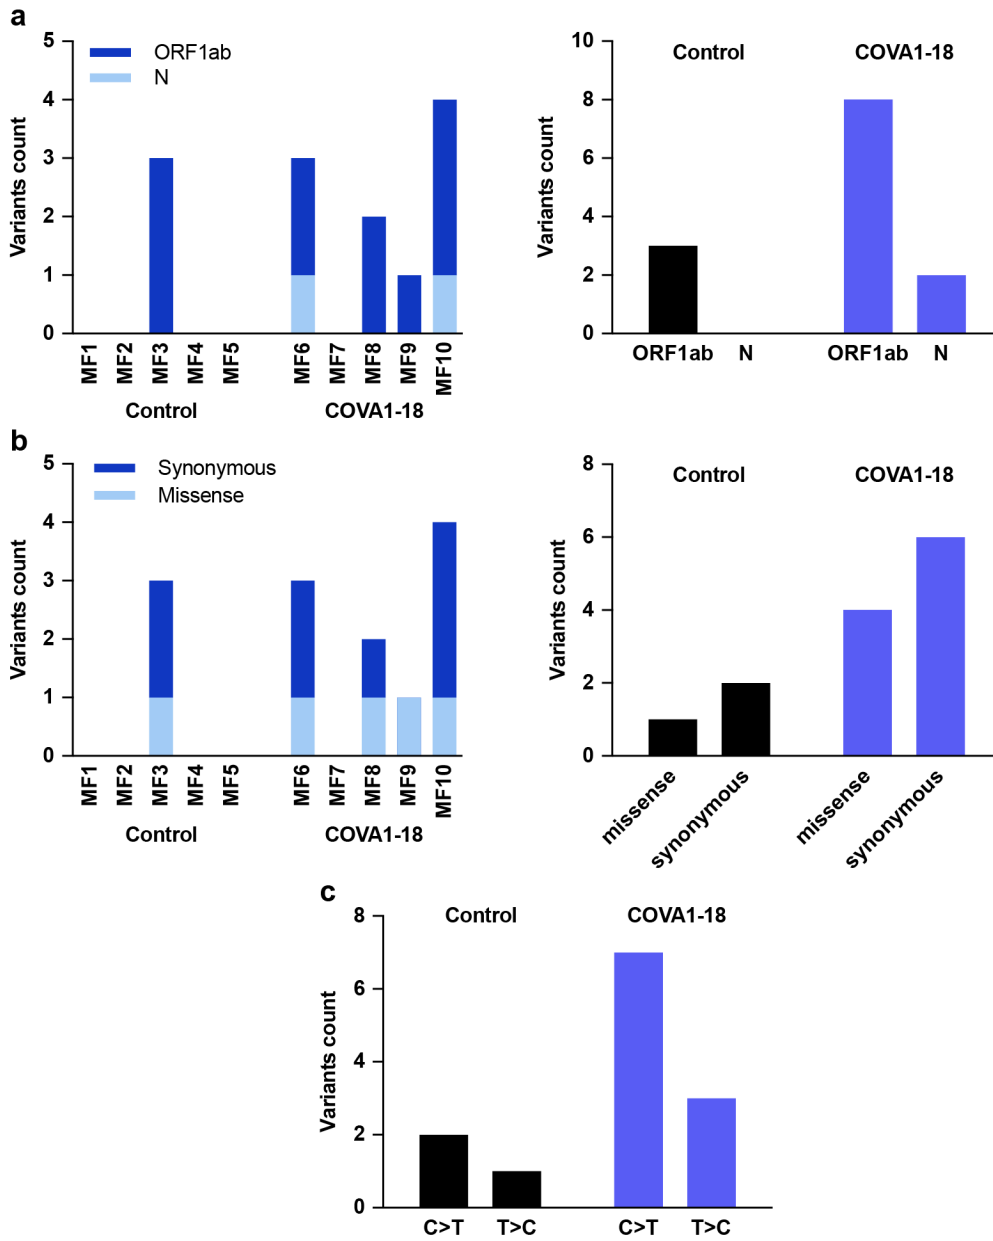 a
5
4
3
2
1
0
Variants count
ORF1ab
N
MF1 MF2 MF3 MF4 MF5 MF6 MF7 MF8 MF9 MF10
Control COVA1-18
10
8
6
4
2
0
Variants count
Control COVA1-18
ORF1ab N ORF1ab N
b
5
4
3
2
1
0
Variants count
Synonymous
Missense
MF1 MF2 MF3 MF4 MF5 MF6 MF7 MF8 MF9 MF10
Control COVA1-18
8
6
4
2
0
Variants count
Control COVA1-18
missense synonymous missense synonymous
c
8
6
4
2
0
Variants count
Control COVA1-18
C>T T>C C>T T>C